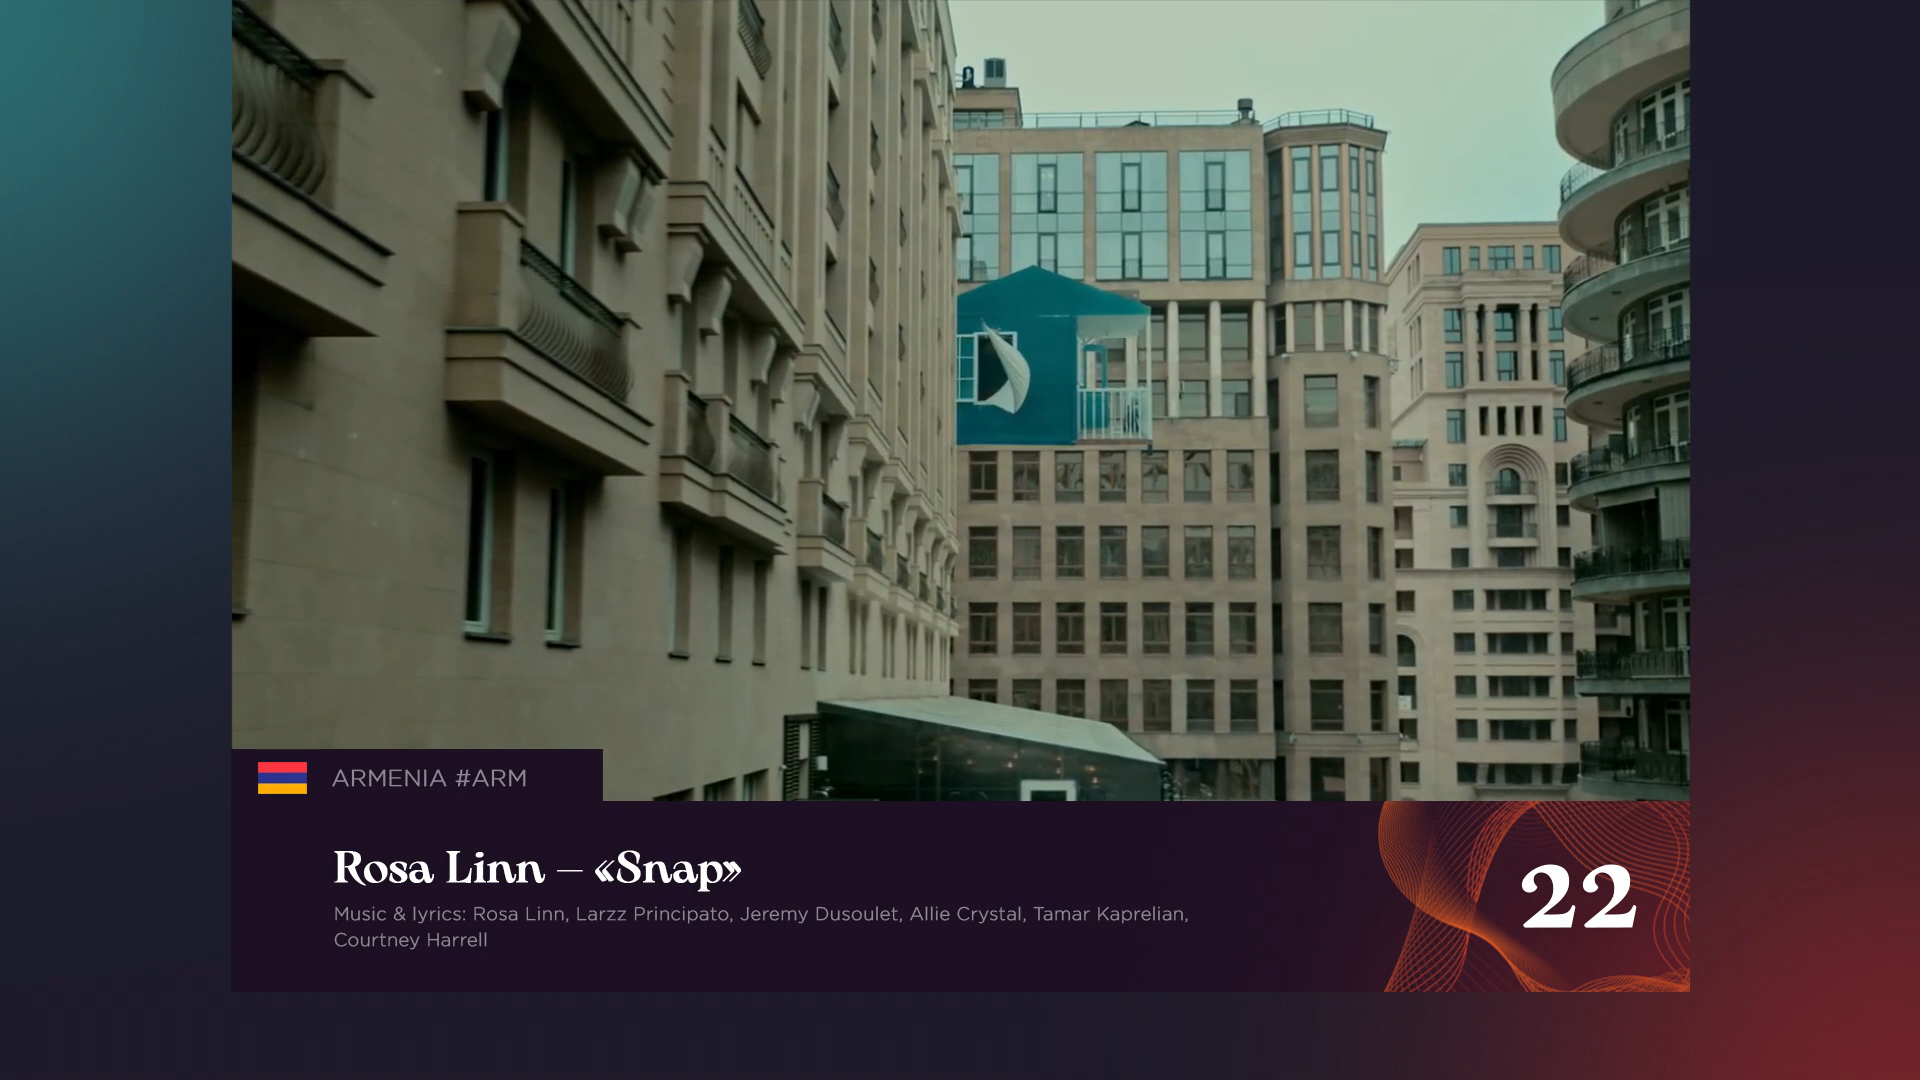 ARMENIA #ARM
Rosa Linn – «Snap»
Music & lyrics: Rosa Linn, Larzz Principato, Jeremy Dusoulet, Allie Crystal, Tamar Kaprelian,
Courtney Harrell
22